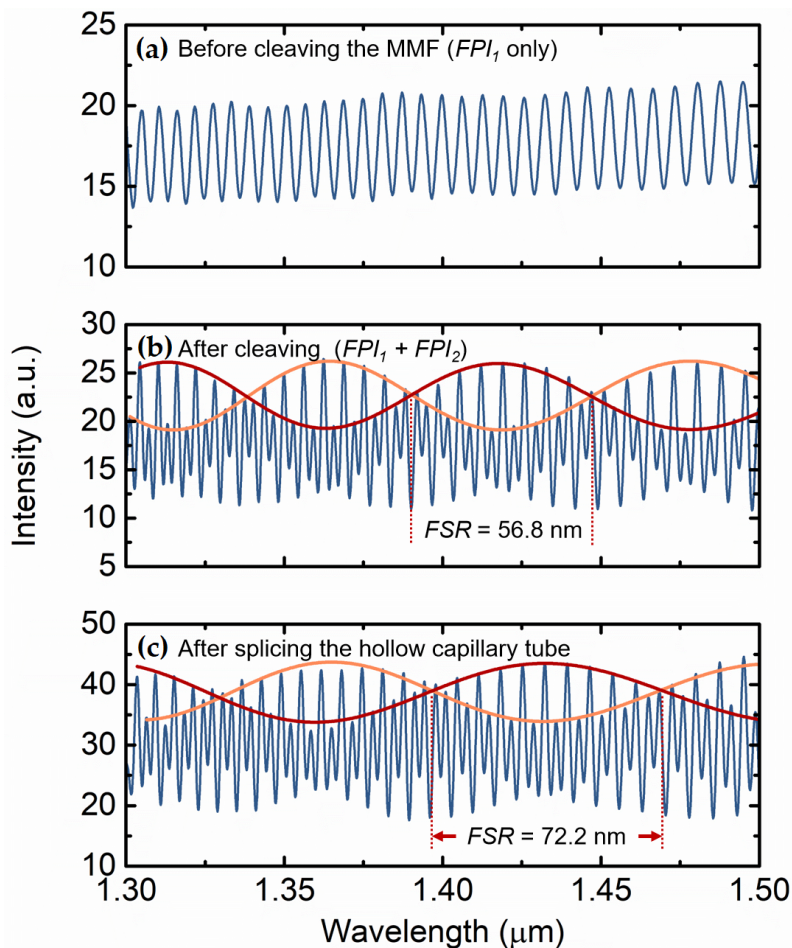 (a) Before cleaving the MMF (FPI₁ only)
25
20
15
10
(b) After cleaving (FPI₁ + FPI₂)
30
25
20
15
10
5
FSR = 56.8 nm
Intensity (a.u.)
(c) After splicing the hollow capillary tube
50
40
30
20
10
FSR = 72.2 nm
1.30 1.35 1.40 1.45 1.50
Wavelength (μm)